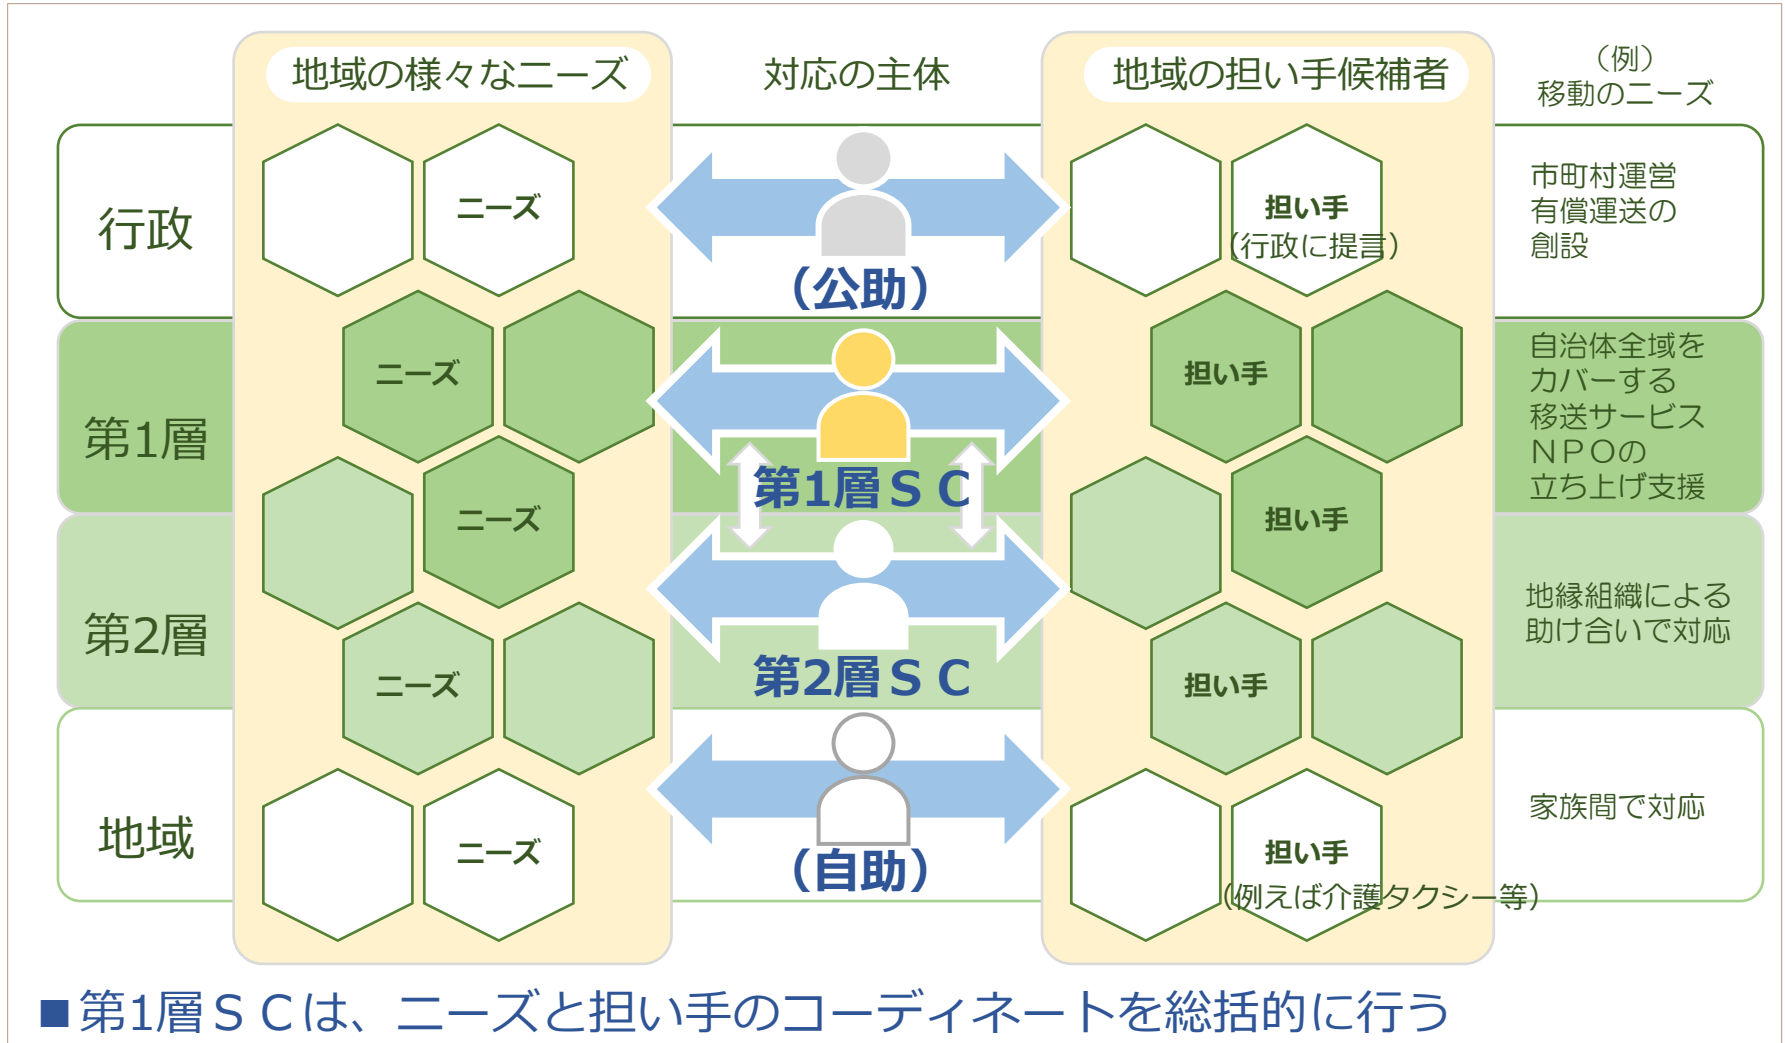 地域の様々なニーズ
対応の主体
地域の担い手候補者
（例）
移動のニーズ
行政
ニーズ
（公助）
担い手
（行政に提言）
市町村運営
有償運送の
創設
第1層
ニーズ
ニーズ
第1層ＳＣ
担い手
担い手
自治体全域を
カバーする
移送サービス
ＮＰＯの
立ち上げ支援
第2層
ニーズ
第2層ＳＣ
担い手
地縁組織による
助け合いで対応
地域
ニーズ
（自助）
担い手
（例えば介護タクシー等）
家族間で対応
■第1層ＳＣは、ニーズと担い手のコーディネートを総括的に行う